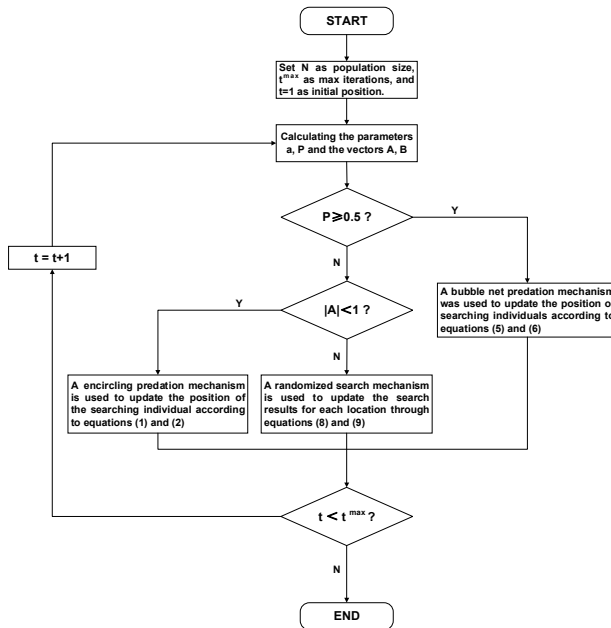 START
Set N as population size,
t^max as max iterations, and
t=1 as initial position.
Calculating the parameters
a, P and the vectors A, B
P≥0.5 ?
Y
N
t = t+1
|A|<1 ?
Y
N
A bubble net predation mechanism
was used to update the position of
searching individuals according to
equations (5) and (6)
A encircling predation mechanism
is used to update the position of
the searching individual according
to equations (1) and (2)
A randomized search mechanism
is used to update the search
results for each location through
equations (8) and (9)
t < t^max ?
N
END